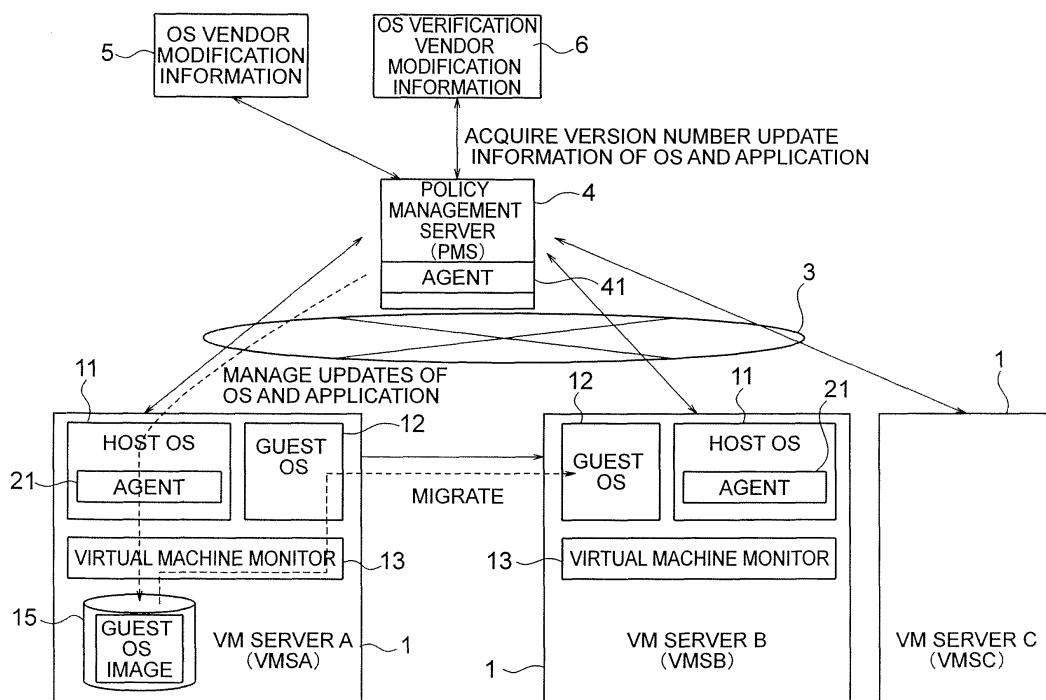 5
OS VENDOR
MODIFICATION
INFORMATION
OS VERIFICATION
VENDOR
MODIFICATION
INFORMATION
6
ACQUIRE VERSION NUMBER UPDATE
INFORMATION OF OS AND APPLICATION
POLICY
MANAGEMENT
SERVER
(PMS)
4
AGENT
41
3
MANAGE UPDATES OF
OS AND APPLICATION
11
12
HOST OS
21
AGENT
GUEST
OS
VIRTUAL MACHINE MONITOR
13
15
GUEST
OS
IMAGE
VM SERVER A
(VMSA)
1
MIGRATE
12
11
21
GUEST
OS
HOST OS
AGENT
13
VIRTUAL MACHINE MONITOR
VM SERVER B
(VMSB)
1
1
VM SERVER C
(VMSC)